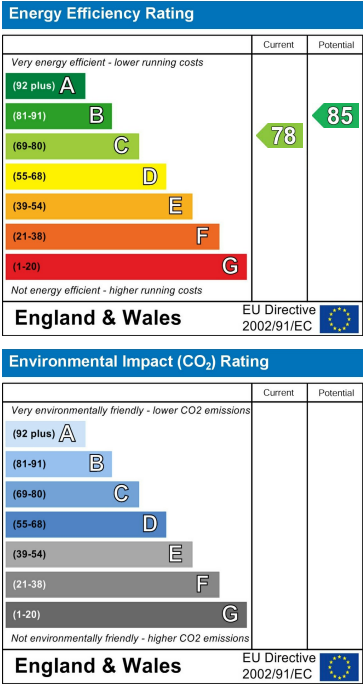 Energy Efficiency Rating
Current Potential
Very energy efficient - lower running costs
(92 plus) A
(81-91) B
(69-80) C
(55-68) D
(39-54) E
(21-38) F
(1-20) G
78
85
Not energy efficient - higher running costs
England & Wales
EU Directive
2002/91/EC
Environmental Impact (CO₂) Rating
Current Potential
Very environmentally friendly - lower CO2 emissions
(92 plus) A
(81-91) B
(69-80) C
(55-68) D
(39-54) E
(21-38) F
(1-20) G
Not environmentally friendly - higher CO2 emissions
England & Wales
EU Directive
2002/91/EC